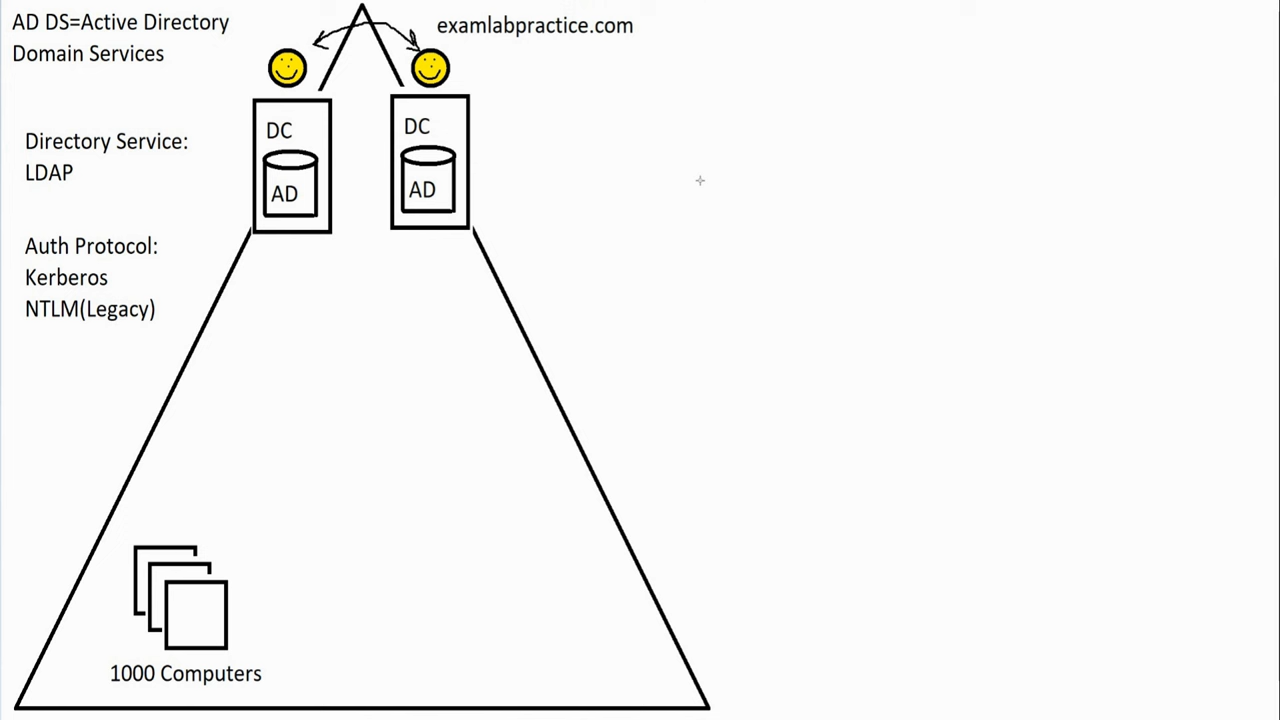 AD DS=Active Directory
Domain Services
examlabpractice.com
Directory Service:
LDAP
DC
AD
DC
AD
Auth Protocol:
Kerberos
NTLM(Legacy)
1000 Computers